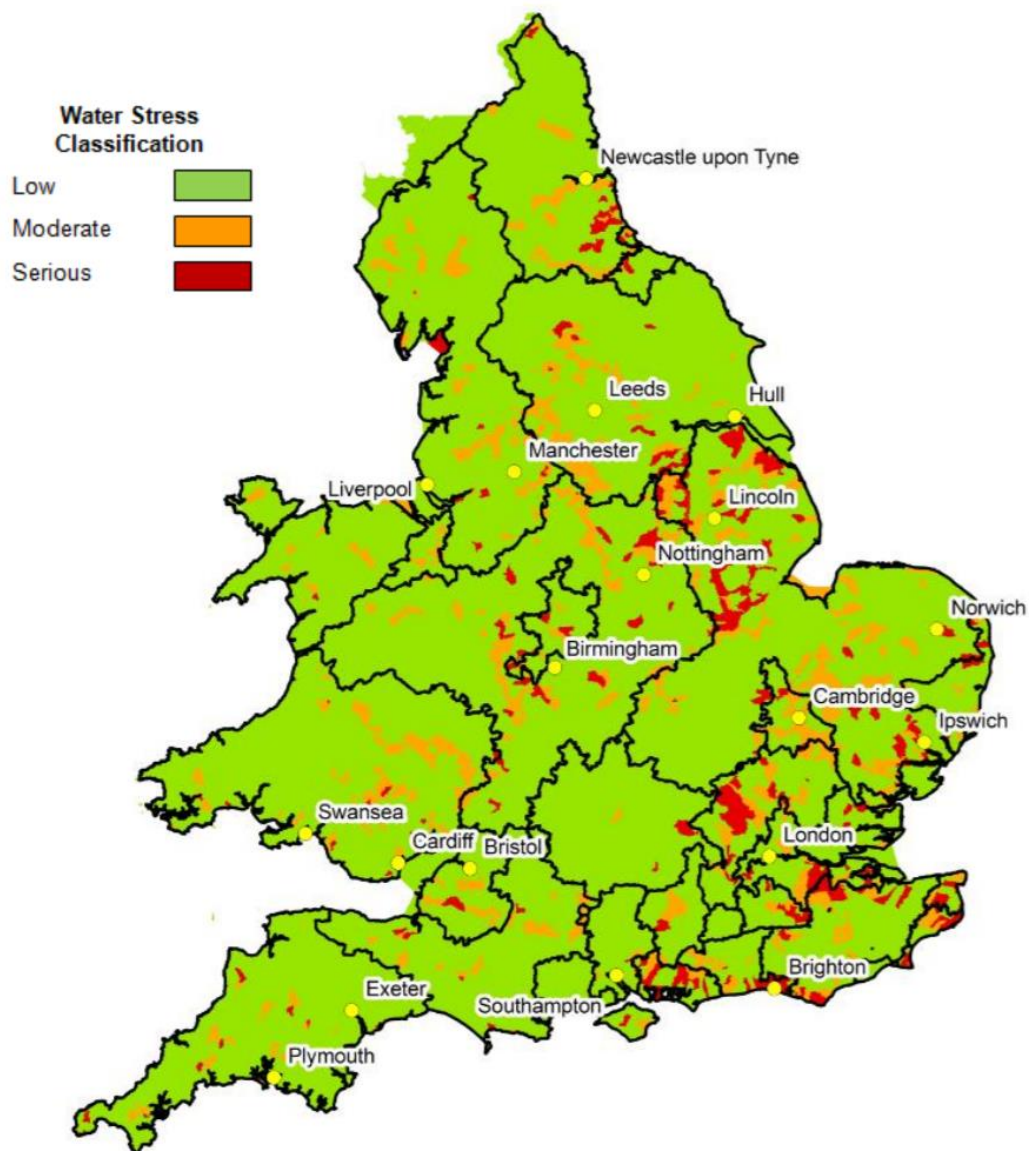 Water Stress
Classification
Low
Moderate
Serious
Newcastle upon Tyne
Leeds
Hull
Manchester
Liverpool
Lincoln
Nottingham
Norwich
Birmingham
Cambridge
Ipswich
Swansea
Cardiff
Bristol
London
Brighton
Southampton
Exeter
Plymouth